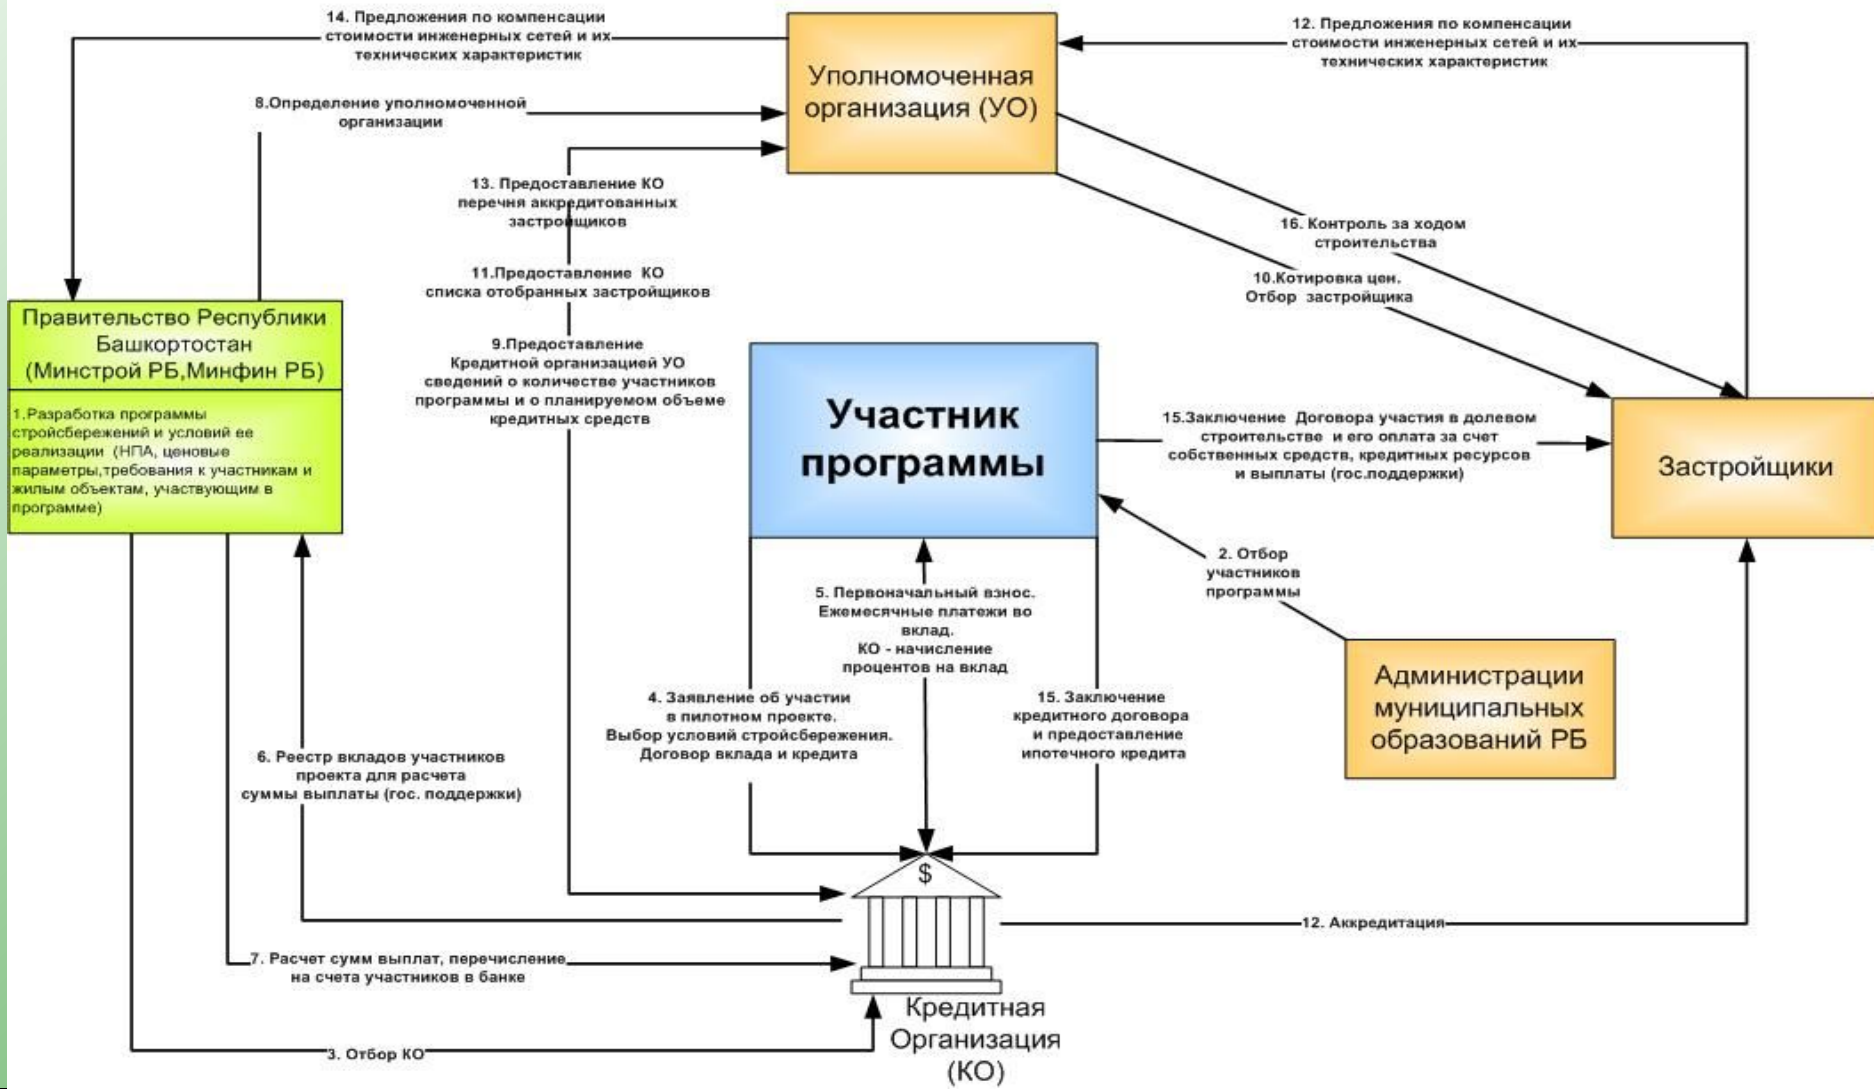 14. Предложения по компенсации
стоимости инженерных сетей и их
технических характеристик
12. Предложения по компенсации
стоимости инженерных сетей и их
технических характеристик
Уполномоченная
организация (УО)
8.Определение уполномоченной
организации
13. Предоставление КО
перечня аккредитованных
застройщиков
16. Контроль за ходом
строительства
11.Предоставление КО
списка отобранных застройщиков
10.Котировка цен.
Отбор застройщика
Правительство Республики
Башкортостан
(Минстрой РБ,Минфин РБ)
1.Разработка программы
стройсбережений и условий ее
реализации (НПА, ценовые
параметры,требования к участникам и
жилым объектам, участвующим в
программе)
9.Предоставление
Кредитной организацией УО
сведений о количестве участников
программы и о планируемом объеме
кредитных средств
Участник
программы
15.Заключение Договора участия в долевом
строительстве и его оплата за счет
собственных средств, кредитных ресурсов
и выплаты (гос.поддержки)
Застройщики
2. Отбор
участников
программы
5. Первоначальный взнос.
Ежемесячные платежи во
вклад.
КО - начисление
процентов на вклад
Администрации
муниципальных
образований РБ
4. Заявление об участии
в пилотном проекте.
Выбор условий стройсбережения.
Договор вклада и кредита
15. Заключение
кредитного договора
и предоставление
ипотечного кредита
6. Реестр вкладов участников
проекта для расчета
суммы выплаты (гос. поддержки)
$
12. Аккредитация
7. Расчет сумм выплат, перечисление
на счета участников в банке
Кредитная
Организация
(КО)
3. Отбор КО